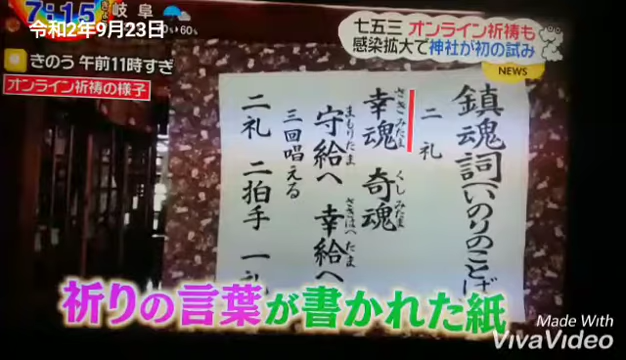 7:15
岐阜
60%
令和2年9月23日
七五三 オンライン祈祷も
感染拡大で神社が初の試み
NEWS
きのう 午前11時すぎ
オンライン祈祷の様子
鎮魂詞(いのりのことば
二礼
幸魂 奇魂
さきみたま くしみたま
守給へ 幸給へ
まもりたま さきはへたま
三回唱える
二礼 二拍手 一礼
祈りの言葉が書かれた紙
Made With
VivaVideo